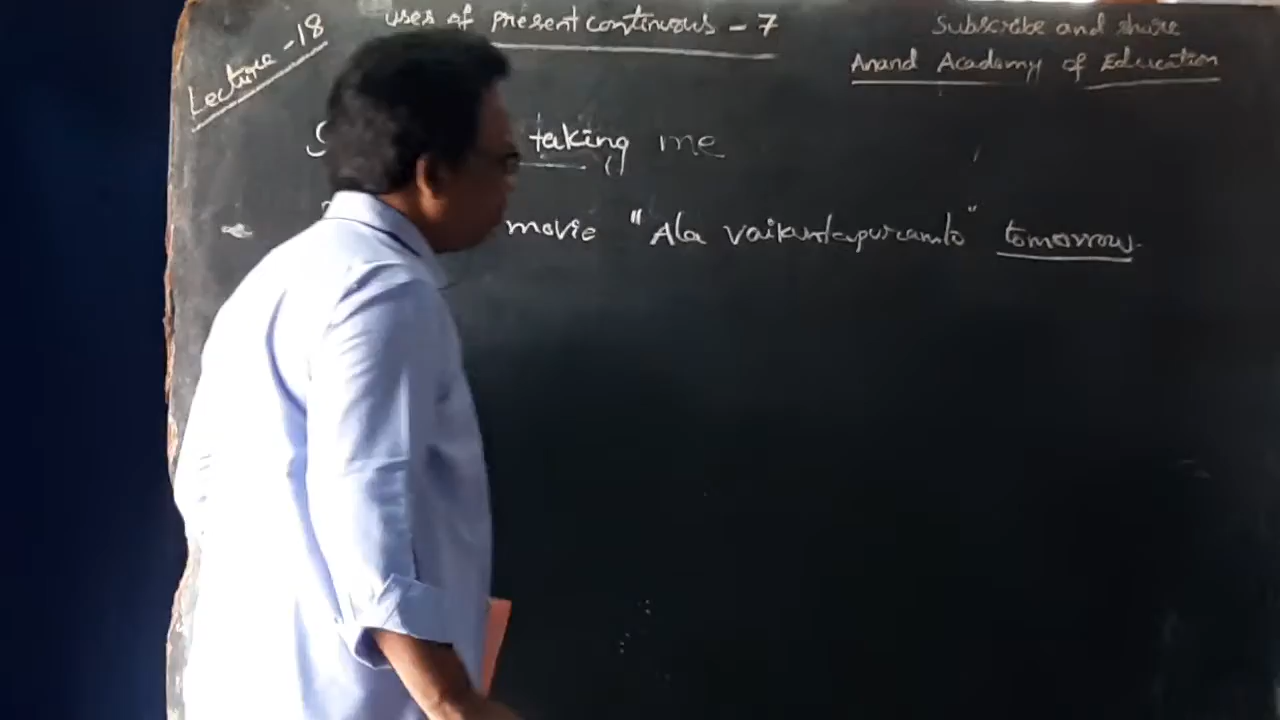 Lecture-18
uses of present continuous - 7
Subscribe and share
Anand Academy of Education
taking me
movie "Ala vaikuntapuramlo" tomorrow.